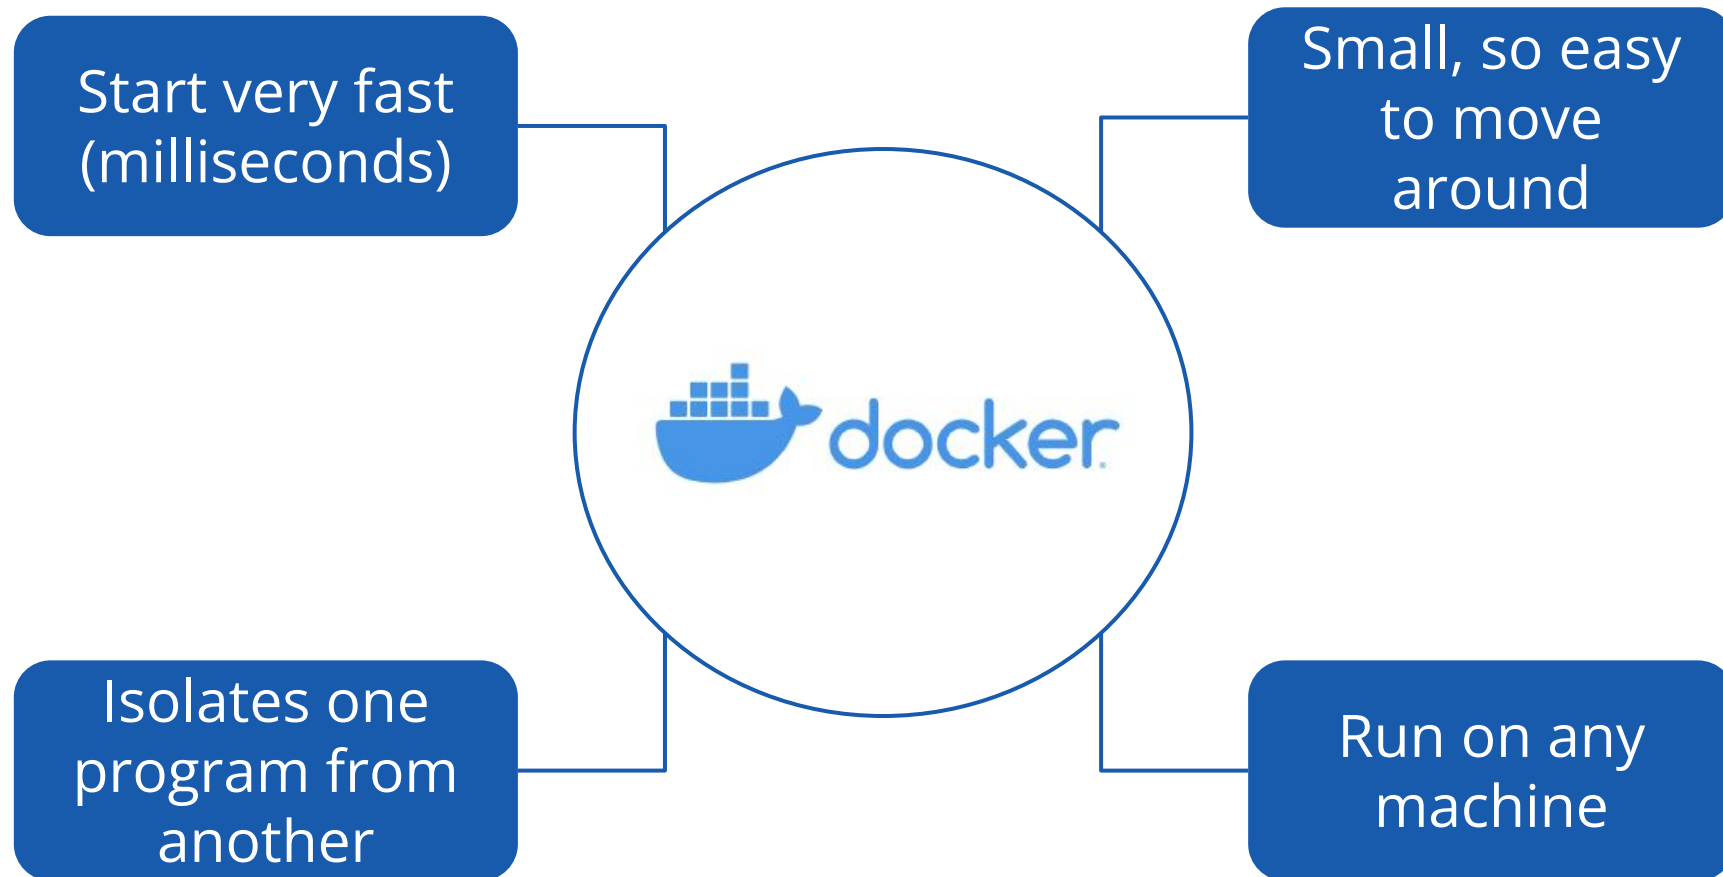 Start very fast
(milliseconds)
Small, so easy
to move
around
docker
Isolates one
program from
another
Run on any
machine